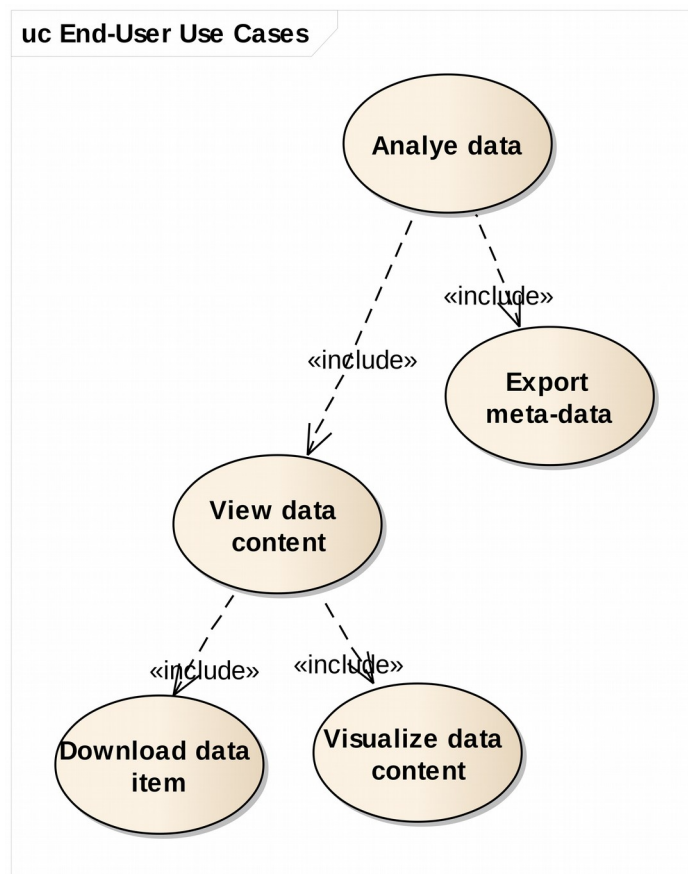 uc End-User Use Cases
Analye data
«include»
«include»
Export
meta-data
View data
content
«include»
«include»
Download data
item
Visualize data
content